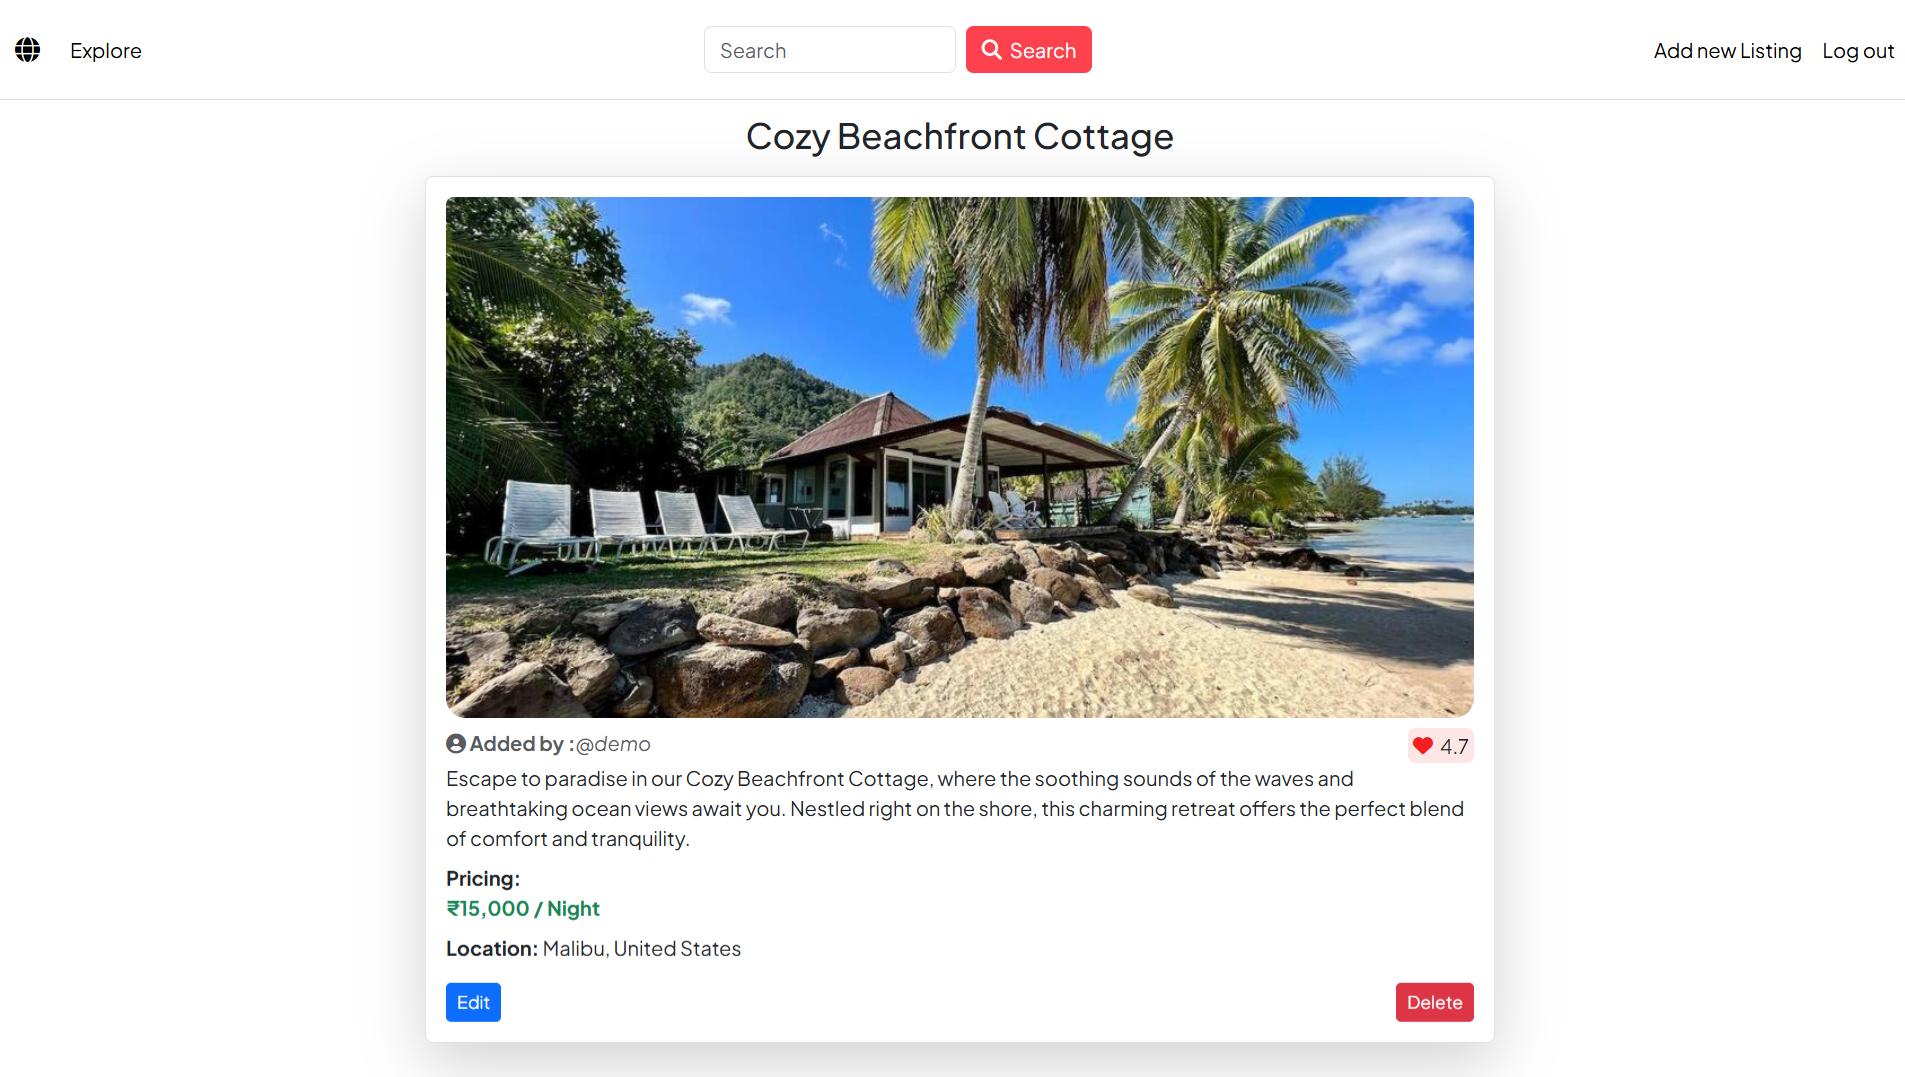 Explore
Search
Search
Add new Listing
Log out
Cozy Beachfront Cottage
Added by :@demo
4.7
Escape to paradise in our Cozy Beachfront Cottage, where the soothing sounds of the waves and
breathtaking ocean views await you. Nestled right on the shore, this charming retreat offers the perfect blend
of comfort and tranquility.
Pricing:
₹15,000 / Night
Location: Malibu, United States
Edit
Delete